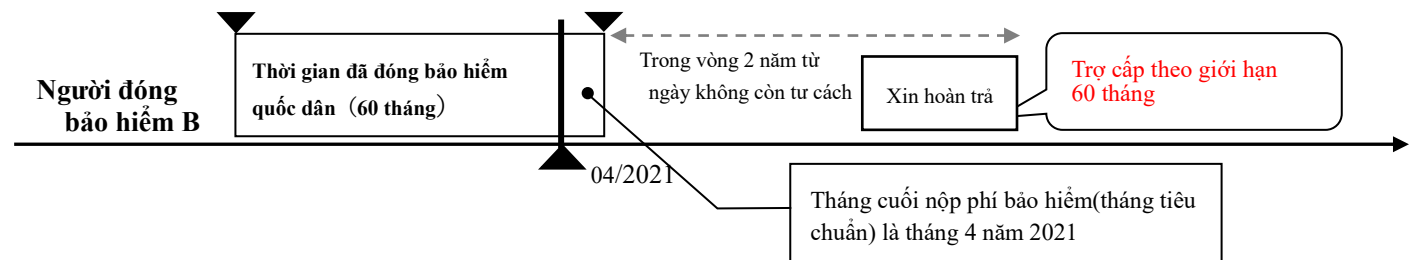 Người đóng
bảo hiểm B
Thời gian đã đóng bảo hiểm
quốc dân（60 tháng）
Trong vòng 2 năm từ
ngày không còn tư cách
Xin hoàn trả
Trợ cấp theo giới hạn
60 tháng
04/2021
Tháng cuối nộp phí bảo hiểm(tháng tiêu
chuẩn) là tháng 4 năm 2021